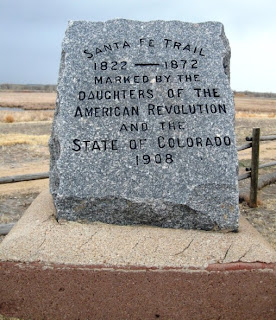 Santa Fe Trail
1822 — 1872
Marked by the
Daughters of the
American Revolution
and the
State of Colorado
1908